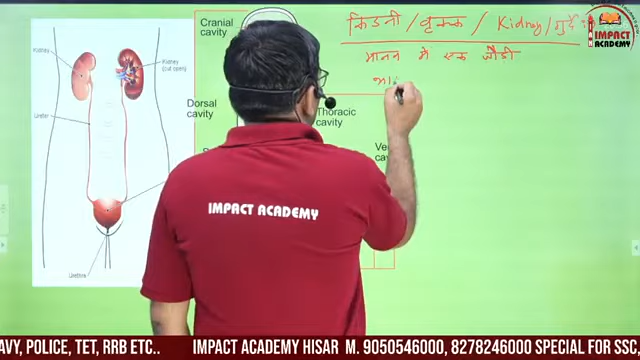 Cranial
cavity
किडनी / वृक्क / Kidney / गुर्दे :
IMPACT
ACADEMY
मानव में एक जोड़ी
Kidney
Kidney
(cut open)
Dorsal
cavity
Ureter
Thoracic
cavity
IMPACT ACADEMY
Urethra
AVY, POLICE, TET, RRB ETC.. IMPACT ACADEMY HISAR M. 9050546000, 8278246000 SPECIAL FOR SSC,